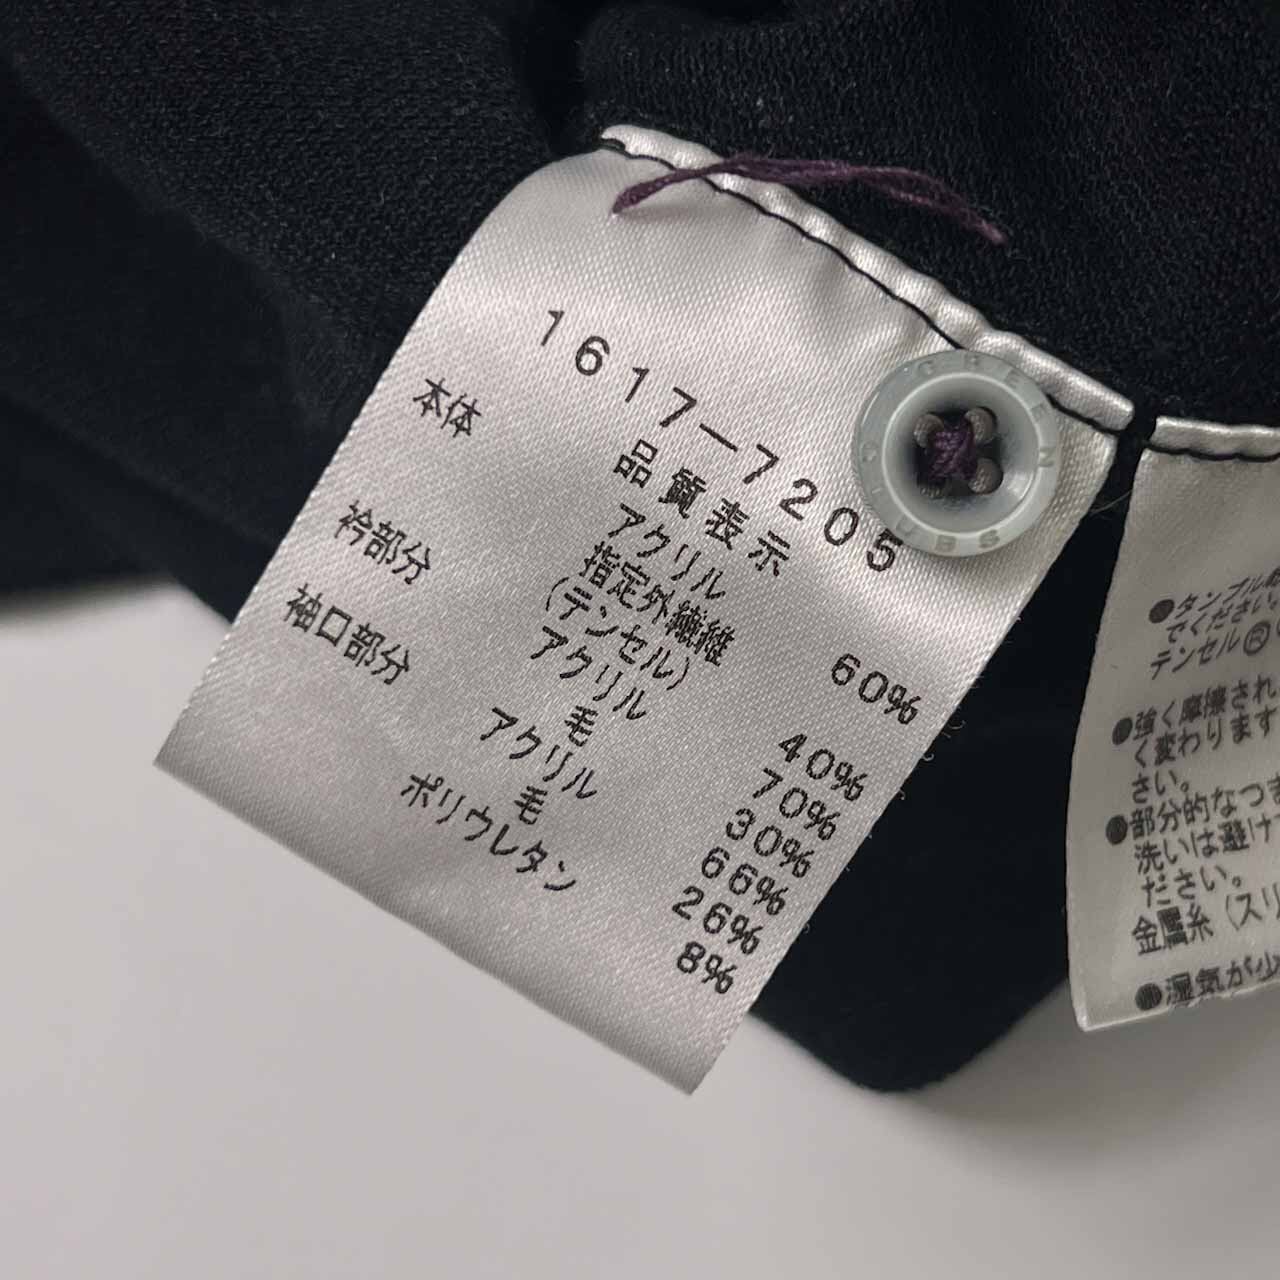 1617-7205
品質表示
本体 アクリル 60%
指定外繊維
(テンセル) 40%
衿部分 アクリル 70%
毛 30%
袖口部分 アクリル 66%
毛 26%
ポリウレタン 8%
GREEN
CLUBS
●タンブル
でください。
テンセル®
●強く摩擦され
く変わります
さい。
●部分的なつ
洗いは避け
ださい。
金属糸(スリ
●湿気が少